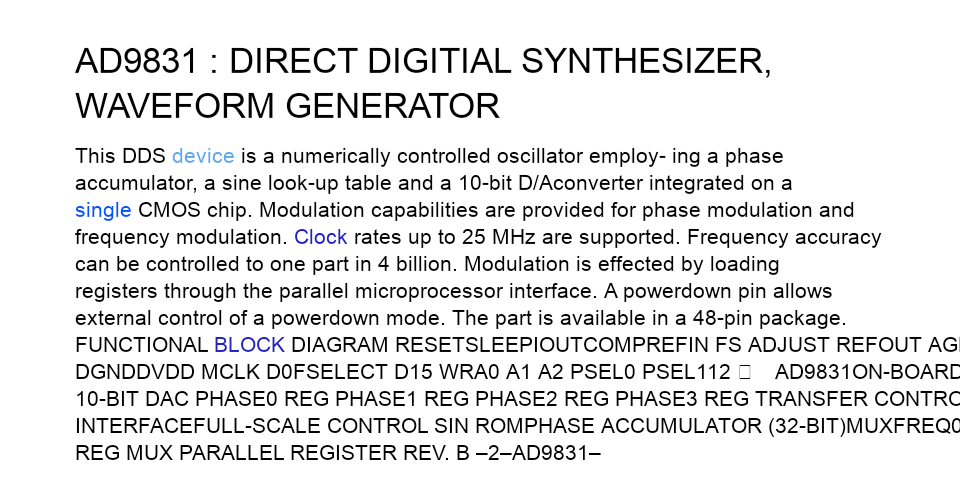 AD9831 : DIRECT DIGITIAL SYNTHESIZER,
WAVEFORM GENERATOR
This DDS device is a numerically controlled oscillator employ- ing a phase
accumulator, a sine look-up table and a 10-bit D/Aconverter integrated on a
single CMOS chip. Modulation capabilities are provided for phase modulation and
frequency modulation. Clock rates up to 25 MHz are supported. Frequency accuracy
can be controlled to one part in 4 billion. Modulation is effected by loading
registers through the parallel microprocessor interface. A powerdown pin allows
external control of a powerdown mode. The part is available in a 48-pin package.
FUNCTIONAL BLOCK DIAGRAM RESETSLEEPIOUTCOMPREFIN FS ADJUST REFOUT
DGNDDVDD MCLK D0FSELECT D15 WRA0 A1 A2 PSEL0 PSEL112 □ AD9831ON-BOARD
10-BIT DAC PHASE0 REG PHASE1 REG PHASE2 REG PHASE3 REG TRANSFER
INTERFACEFULL-SCALE CONTROL SIN ROMPHASE ACCUMULATOR (32-BIT)MUXFREQ0
REG MUX PARALLEL REGISTER REV. B –2–AD9831–